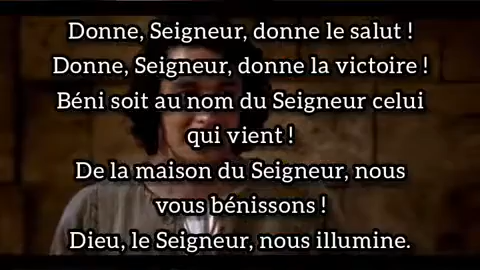 Donne, Seigneur, donne le salut !
Donne, Seigneur, donne la victoire !
Béni soit au nom du Seigneur celui
qui vient !
De la maison du Seigneur, nous
vous bénissons !
Dieu, le Seigneur, nous illumine.